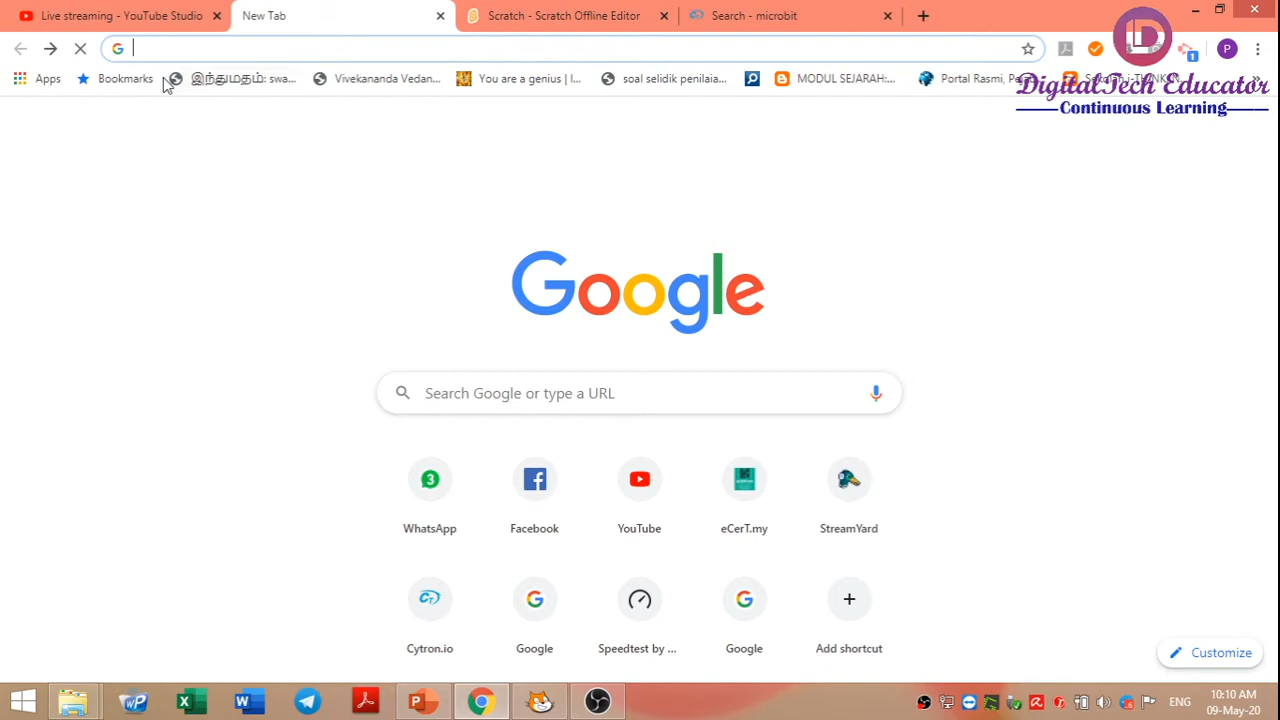 Live streaming - YouTube Studio
New Tab
Scratch - Scratch Offline Editor
Search - microbit
P
Apps
Bookmarks
இந்துமதம் : swa...
Vivekananda Vedan...
You are a genius | I...
soal selidik penilaia...
MODUL SEJARAH:...
Portal Rasmi,
1
DigitalTech Educator
Continuous Learning
Google
Search Google or type a URL
3
WhatsApp
Facebook
YouTube
eCerT.my
StreamYard
CT
Cytron.io
Google
Speedtest by ...
Google
Add shortcut
Customize
ENG
10:10 AM
09-May-20